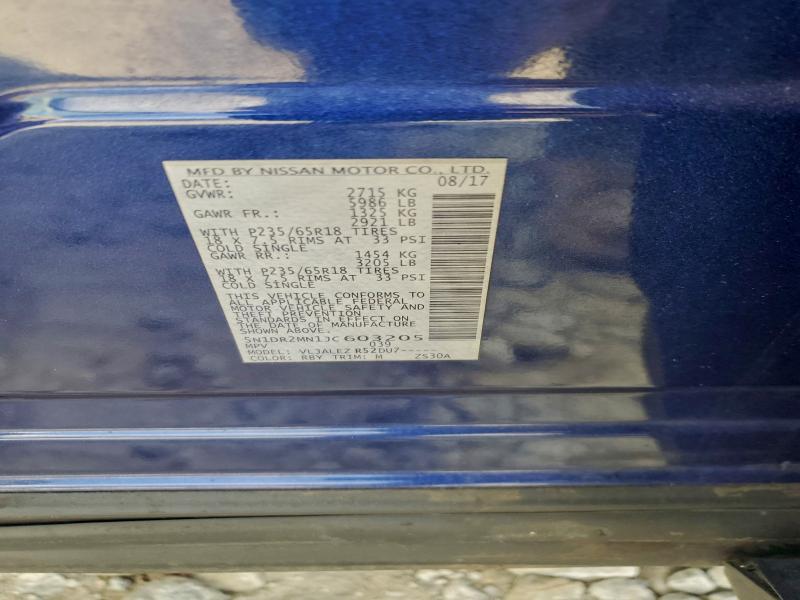 MFD BY NISSAN MOTOR CO., LTD.
DATE: 08/17
GVWR: 2715 KG
5986 LB
GAWR FR.: 1325 KG
2921 LB
WITH P235/65R18 TIRES
18 X 7.5 RIMS AT 33 PSI
COLD SINGLE
GAWR RR.: 1454 KG
3205 LB
WITH P235/65R18 TIRES
18 X 7.5 RIMS AT 33 PSI
COLD SINGLE
THIS VEHICLE CONFORMS TO
ALL APPLICABLE FEDERAL
MOTOR VEHICLE SAFETY AND
THEFT PREVENTION
STANDARDS IN EFFECT ON
THE DATE OF MANUFACTURE
SHOWN ABOVE.
5N1DR2MN1JC603205
MPV 039
MODEL: VLJALEZ R52DU7-----
COLOR: RBY TRIM: M ZS30A